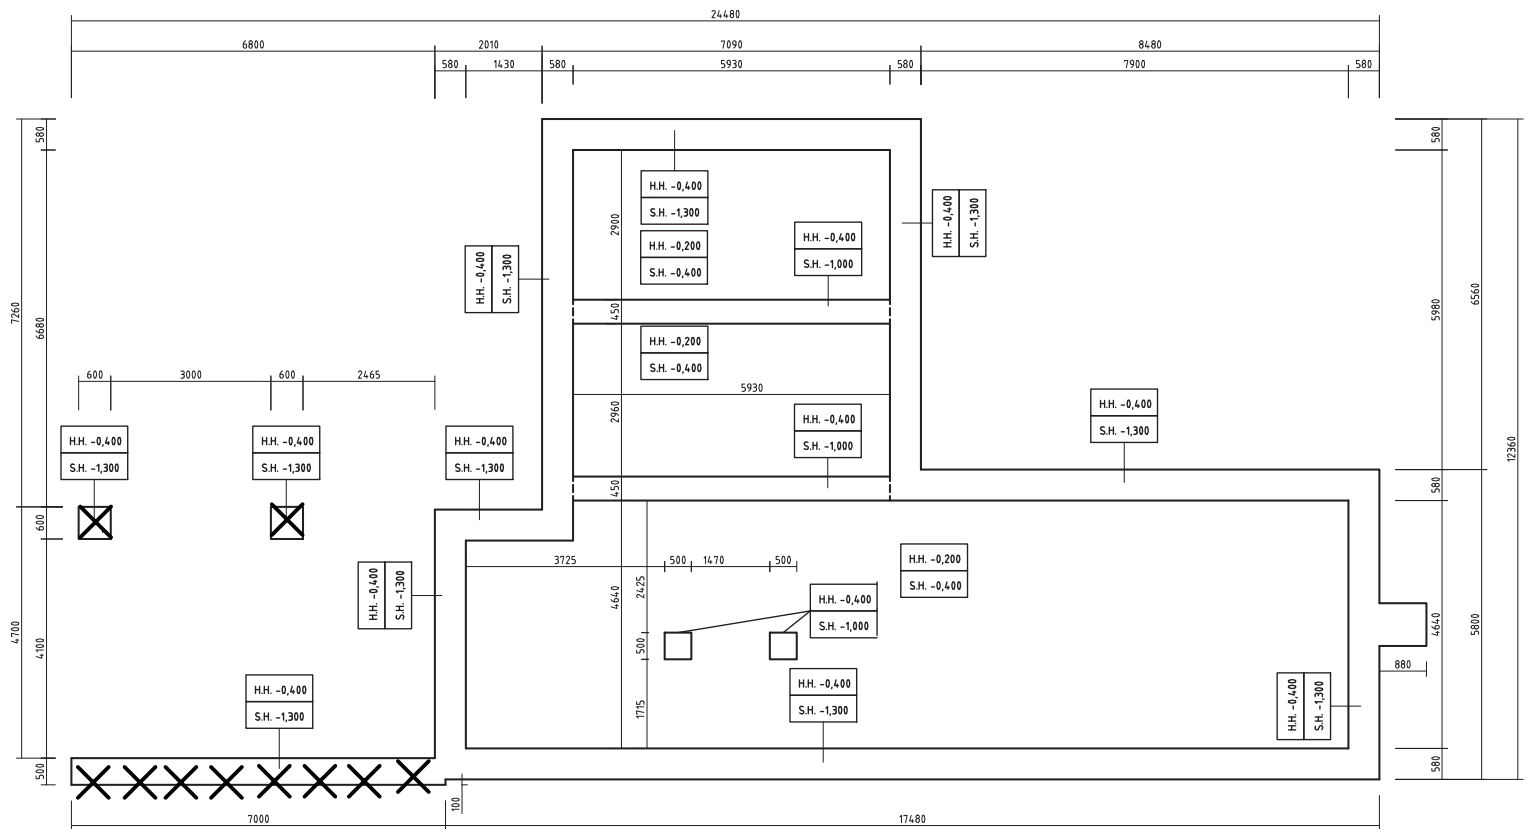 24480
6800
2010
7090
8480
580
1430
580
5930
580
7900
580
580
7260
6680
H.H. -0,400
S.H. -1,300
H.H. -0,200
S.H. -0,400
2900
H.H. -0,400
S.H. -1,000
H.H. -0,400
S.H. -1,300
H.H. -0,400
S.H. -1,300
580
6560
5980
12360
450
H.H. -0,200
S.H. -0,400
5930
2960
H.H. -0,400
S.H. -1,000
450
600
3000
600
2465
H.H. -0,400
S.H. -1,300
H.H. -0,400
S.H. -1,300
H.H. -0,400
S.H. -1,300
H.H. -0,400
S.H. -1,300
580
600
4700
4100
H.H. -0,400
S.H. -1,300
3725
500
1470
500
4640
2425
500
1715
H.H. -0,400
S.H. -1,000
H.H. -0,200
S.H. -0,400
4640
5800
880
H.H. -0,400
S.H. -1,300
H.H. -0,400
S.H. -1,300
H.H. -0,400
S.H. -1,300
580
500
100
7000
17480